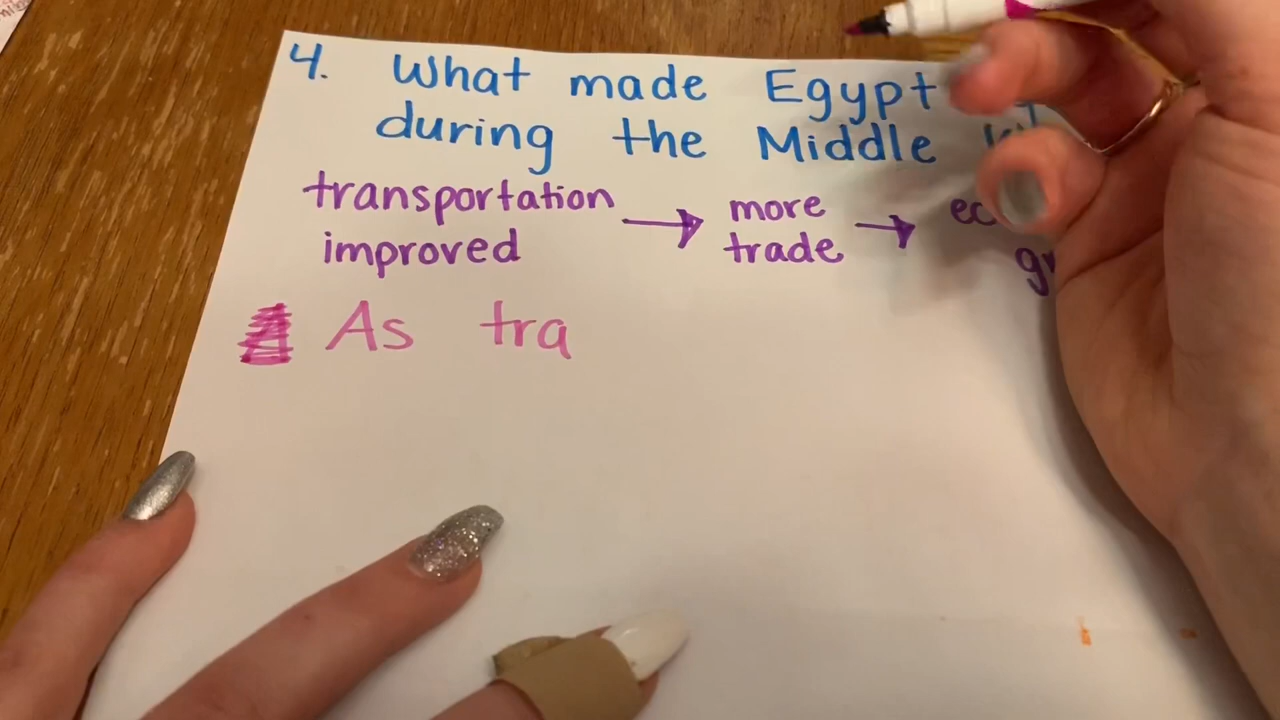 4. What made Egypt
during the Middle
transportation → more →
improved trade
As tra